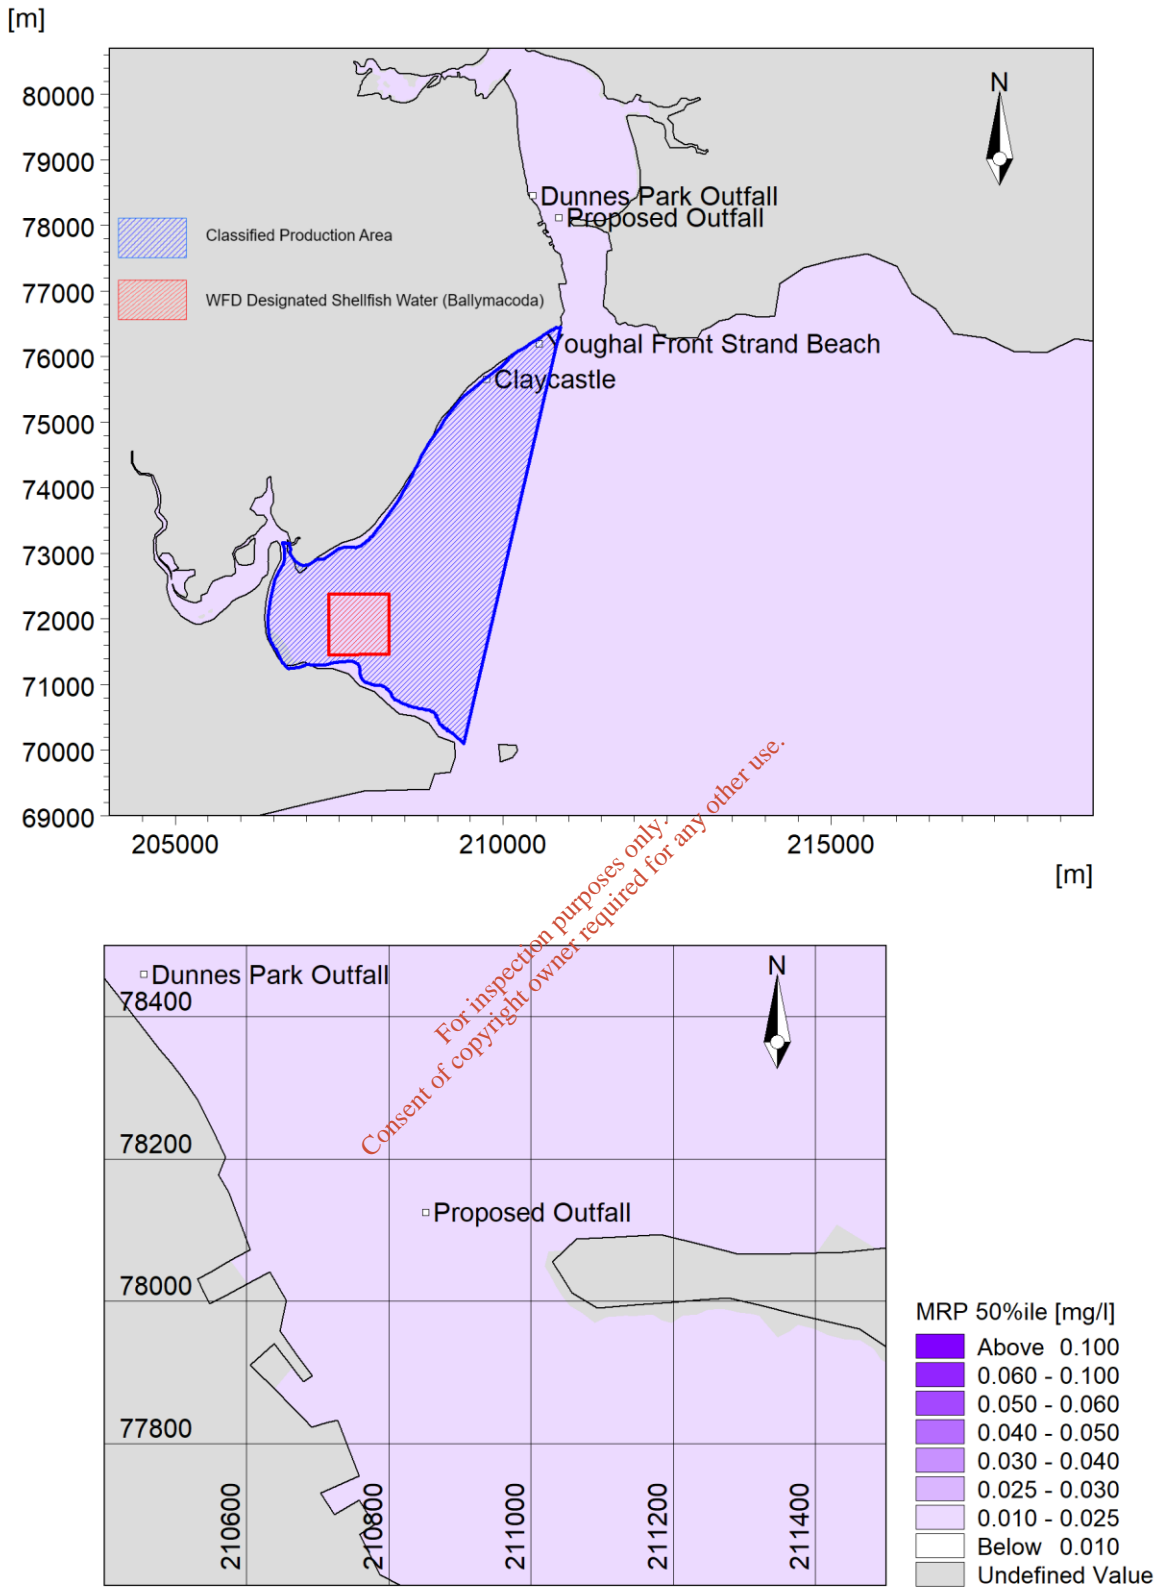 [m]
80000
79000
78000
77000
76000
75000
74000
73000
72000
71000
70000
69000
N
Dunnes Park Outfall
Proposed Outfall
Classified Production Area
WFD Designated Shellfish Water (Ballymacoda)
Youghal Front Strand Beach
Claycastle
205000
210000
215000
[m]
For inspection purposes only.
Consent of copyright owner required for any other use.
Dunnes Park Outfall
N
78400
78200
Proposed Outfall
78000
77800
210600
210800
211000
211200
211400
MRP 50%ile [mg/l]
Above 0.100
0.060 - 0.100
0.050 - 0.060
0.040 - 0.050
0.030 - 0.040
0.025 - 0.030
0.010 - 0.025
Below 0.010
Undefined Value